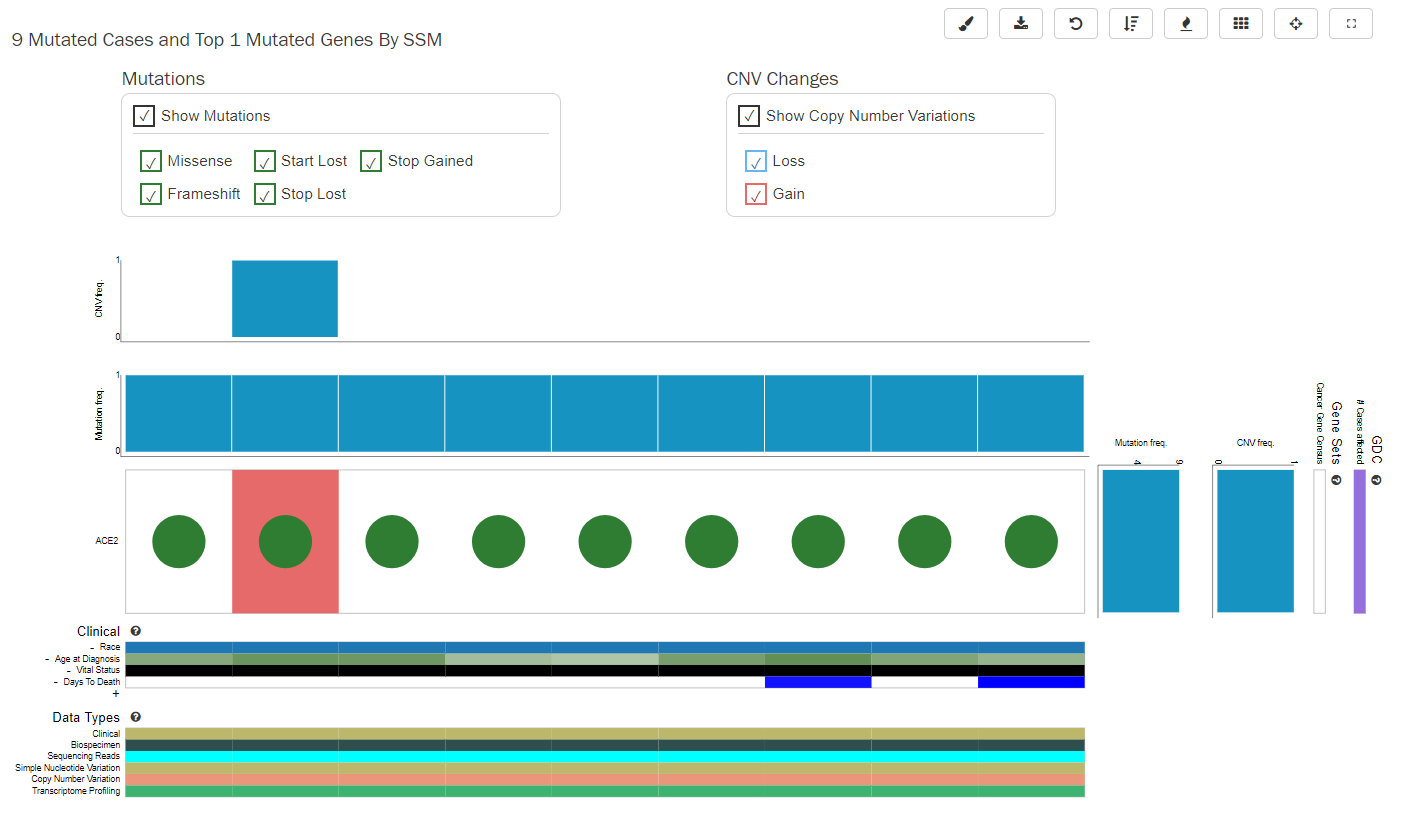 9 Mutated Cases and Top 1 Mutated Genes By SSM
Mutations
Show Mutations
Missense Start Lost Stop Gained
Frameshift Stop Lost
CNV Changes
Show Copy Number Variations
Loss
Gain
CNV freq.
1
0
Mutation freq.
1
0
ACE2
Mutation freq.
4 9
CNV freq.
0 1
Cancer Gene Census
Gene Sets
# Cases affected
GDC
Clinical
- Race
- Age at Diagnosis
- Vital Status
- Days To Death
+
Data Types
Clinical
Biospecimen
Sequencing Reads
Simple Nucleotide Variation
Copy Number Variation
Transcriptome Profiling